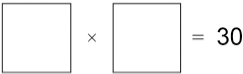 × = 30